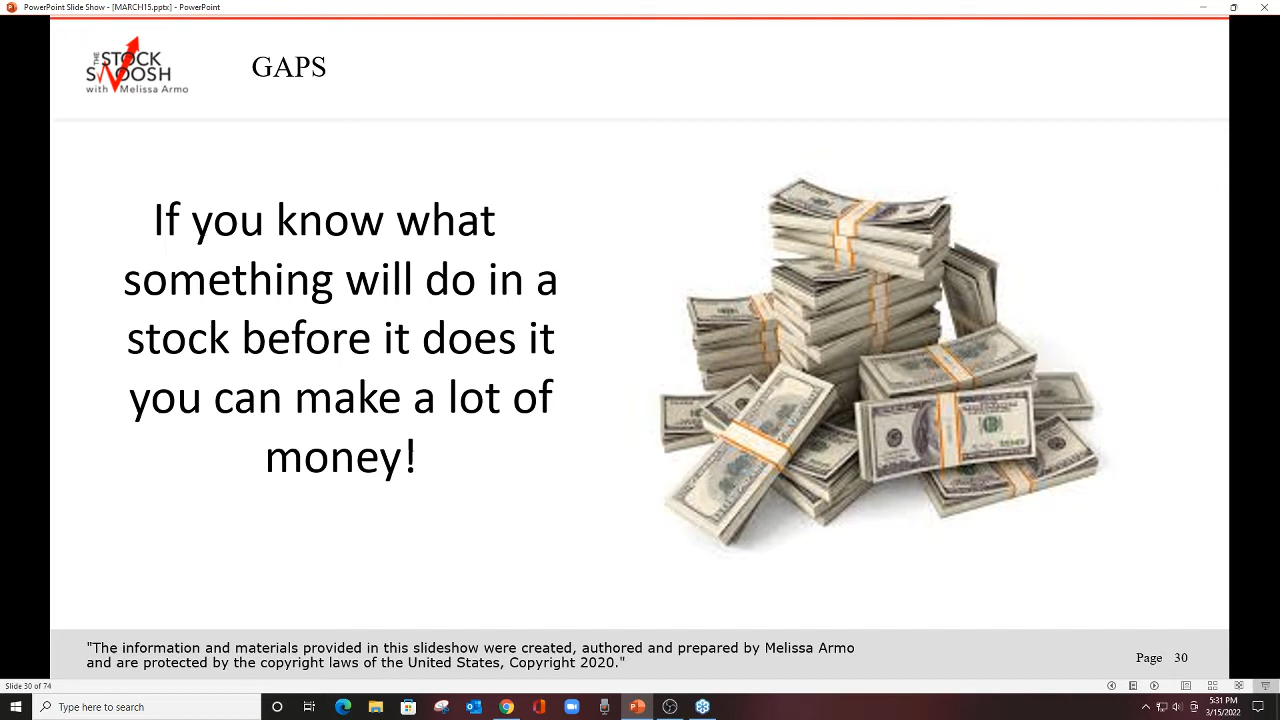 PowerPoint Slide Show - [MARCH15.pptx] - PowerPoint
THE STOCK
SWOOSH
with Melissa Armo
GAPS
If you know what
something will do in a
stock before it does it
you can make a lot of
money!
"The information and materials provided in this slideshow were created, authored and prepared by Melissa Armo
and are protected by the copyright laws of the United States, Copyright 2020."
Page 30
Slide 30 of 74
Type here to search
5:31 PM
3/15/2022